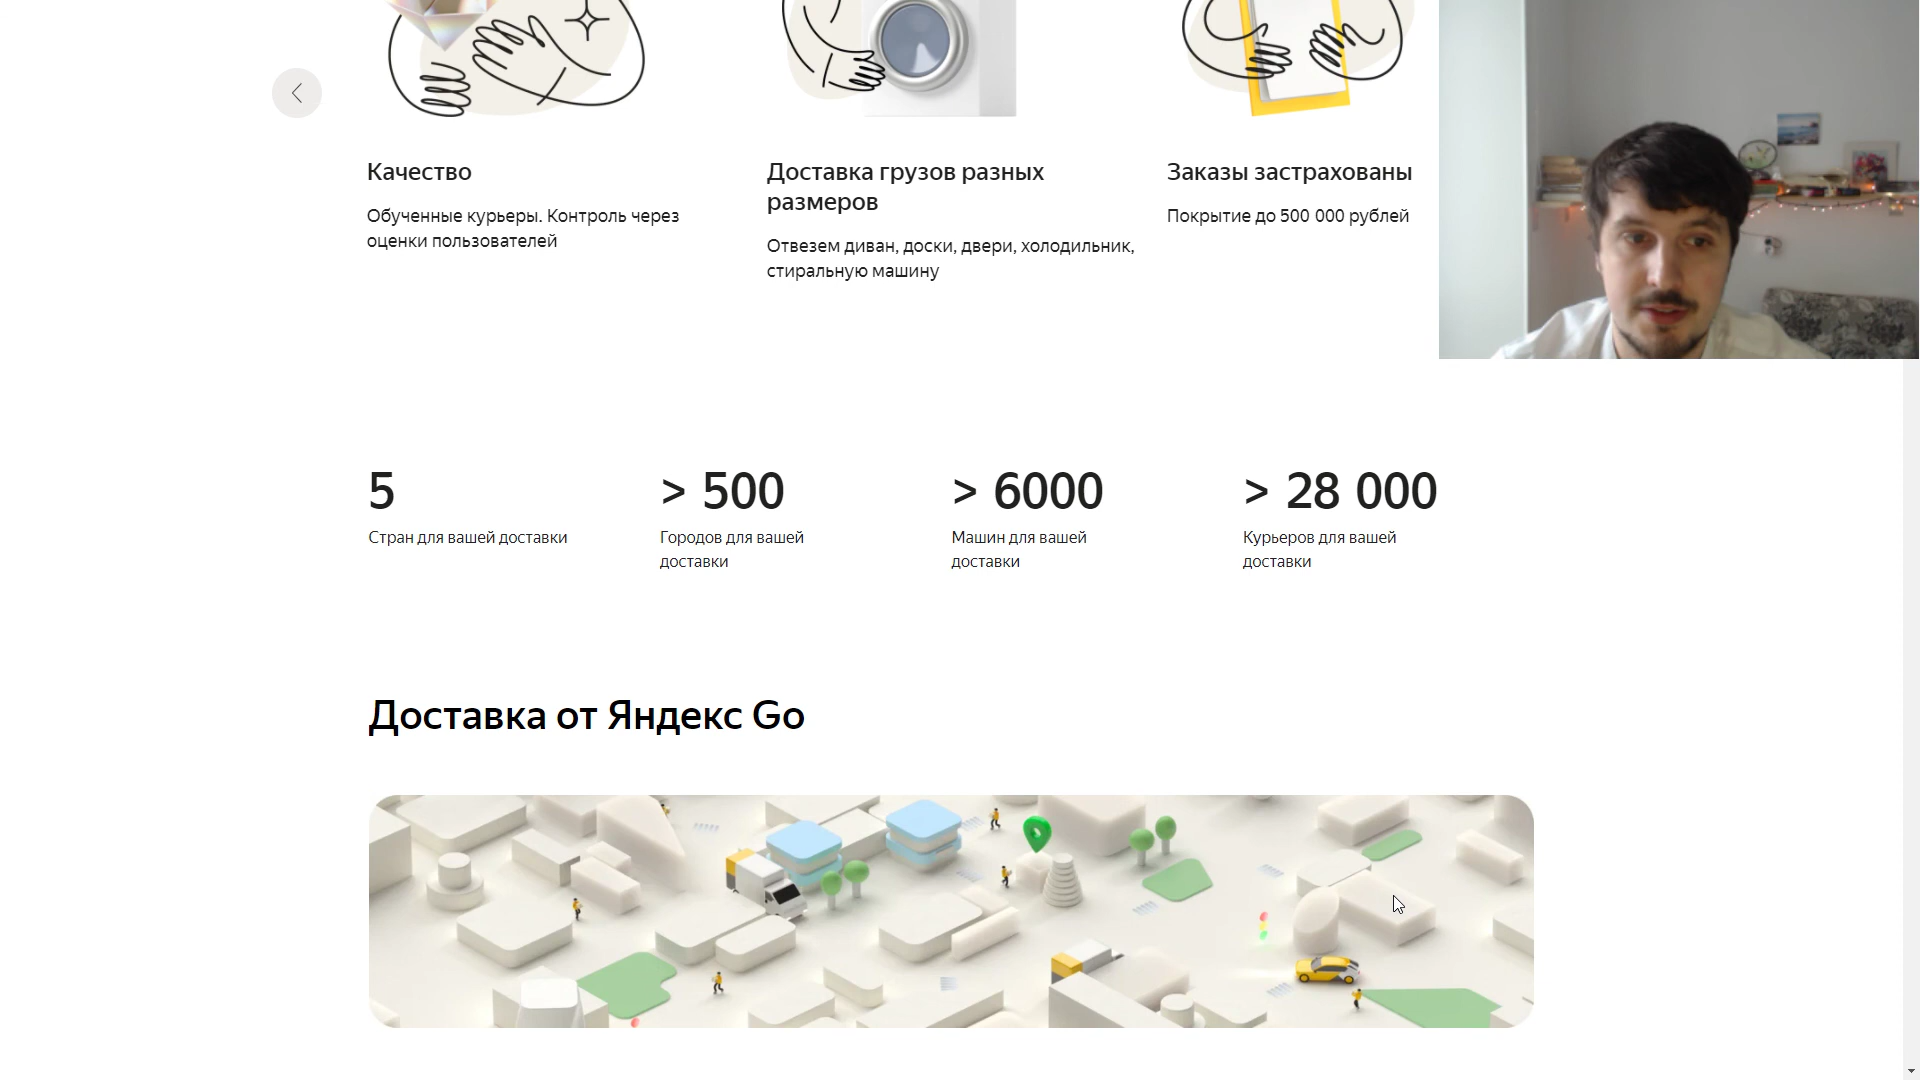 Качество
Обученные курьеры. Контроль через
оценки пользователей
Доставка грузов разных
размеров
Отвезем диван, доски, двери, холодильник,
стиральную машину
Заказы застрахованы
Покрытие до 500 000 рублей
5
Стран для вашей доставки
> 500
Городов для вашей
доставки
> 6000
Машин для вашей
доставки
> 28 000
Курьеров для вашей
доставки
Доставка от Яндекс Go